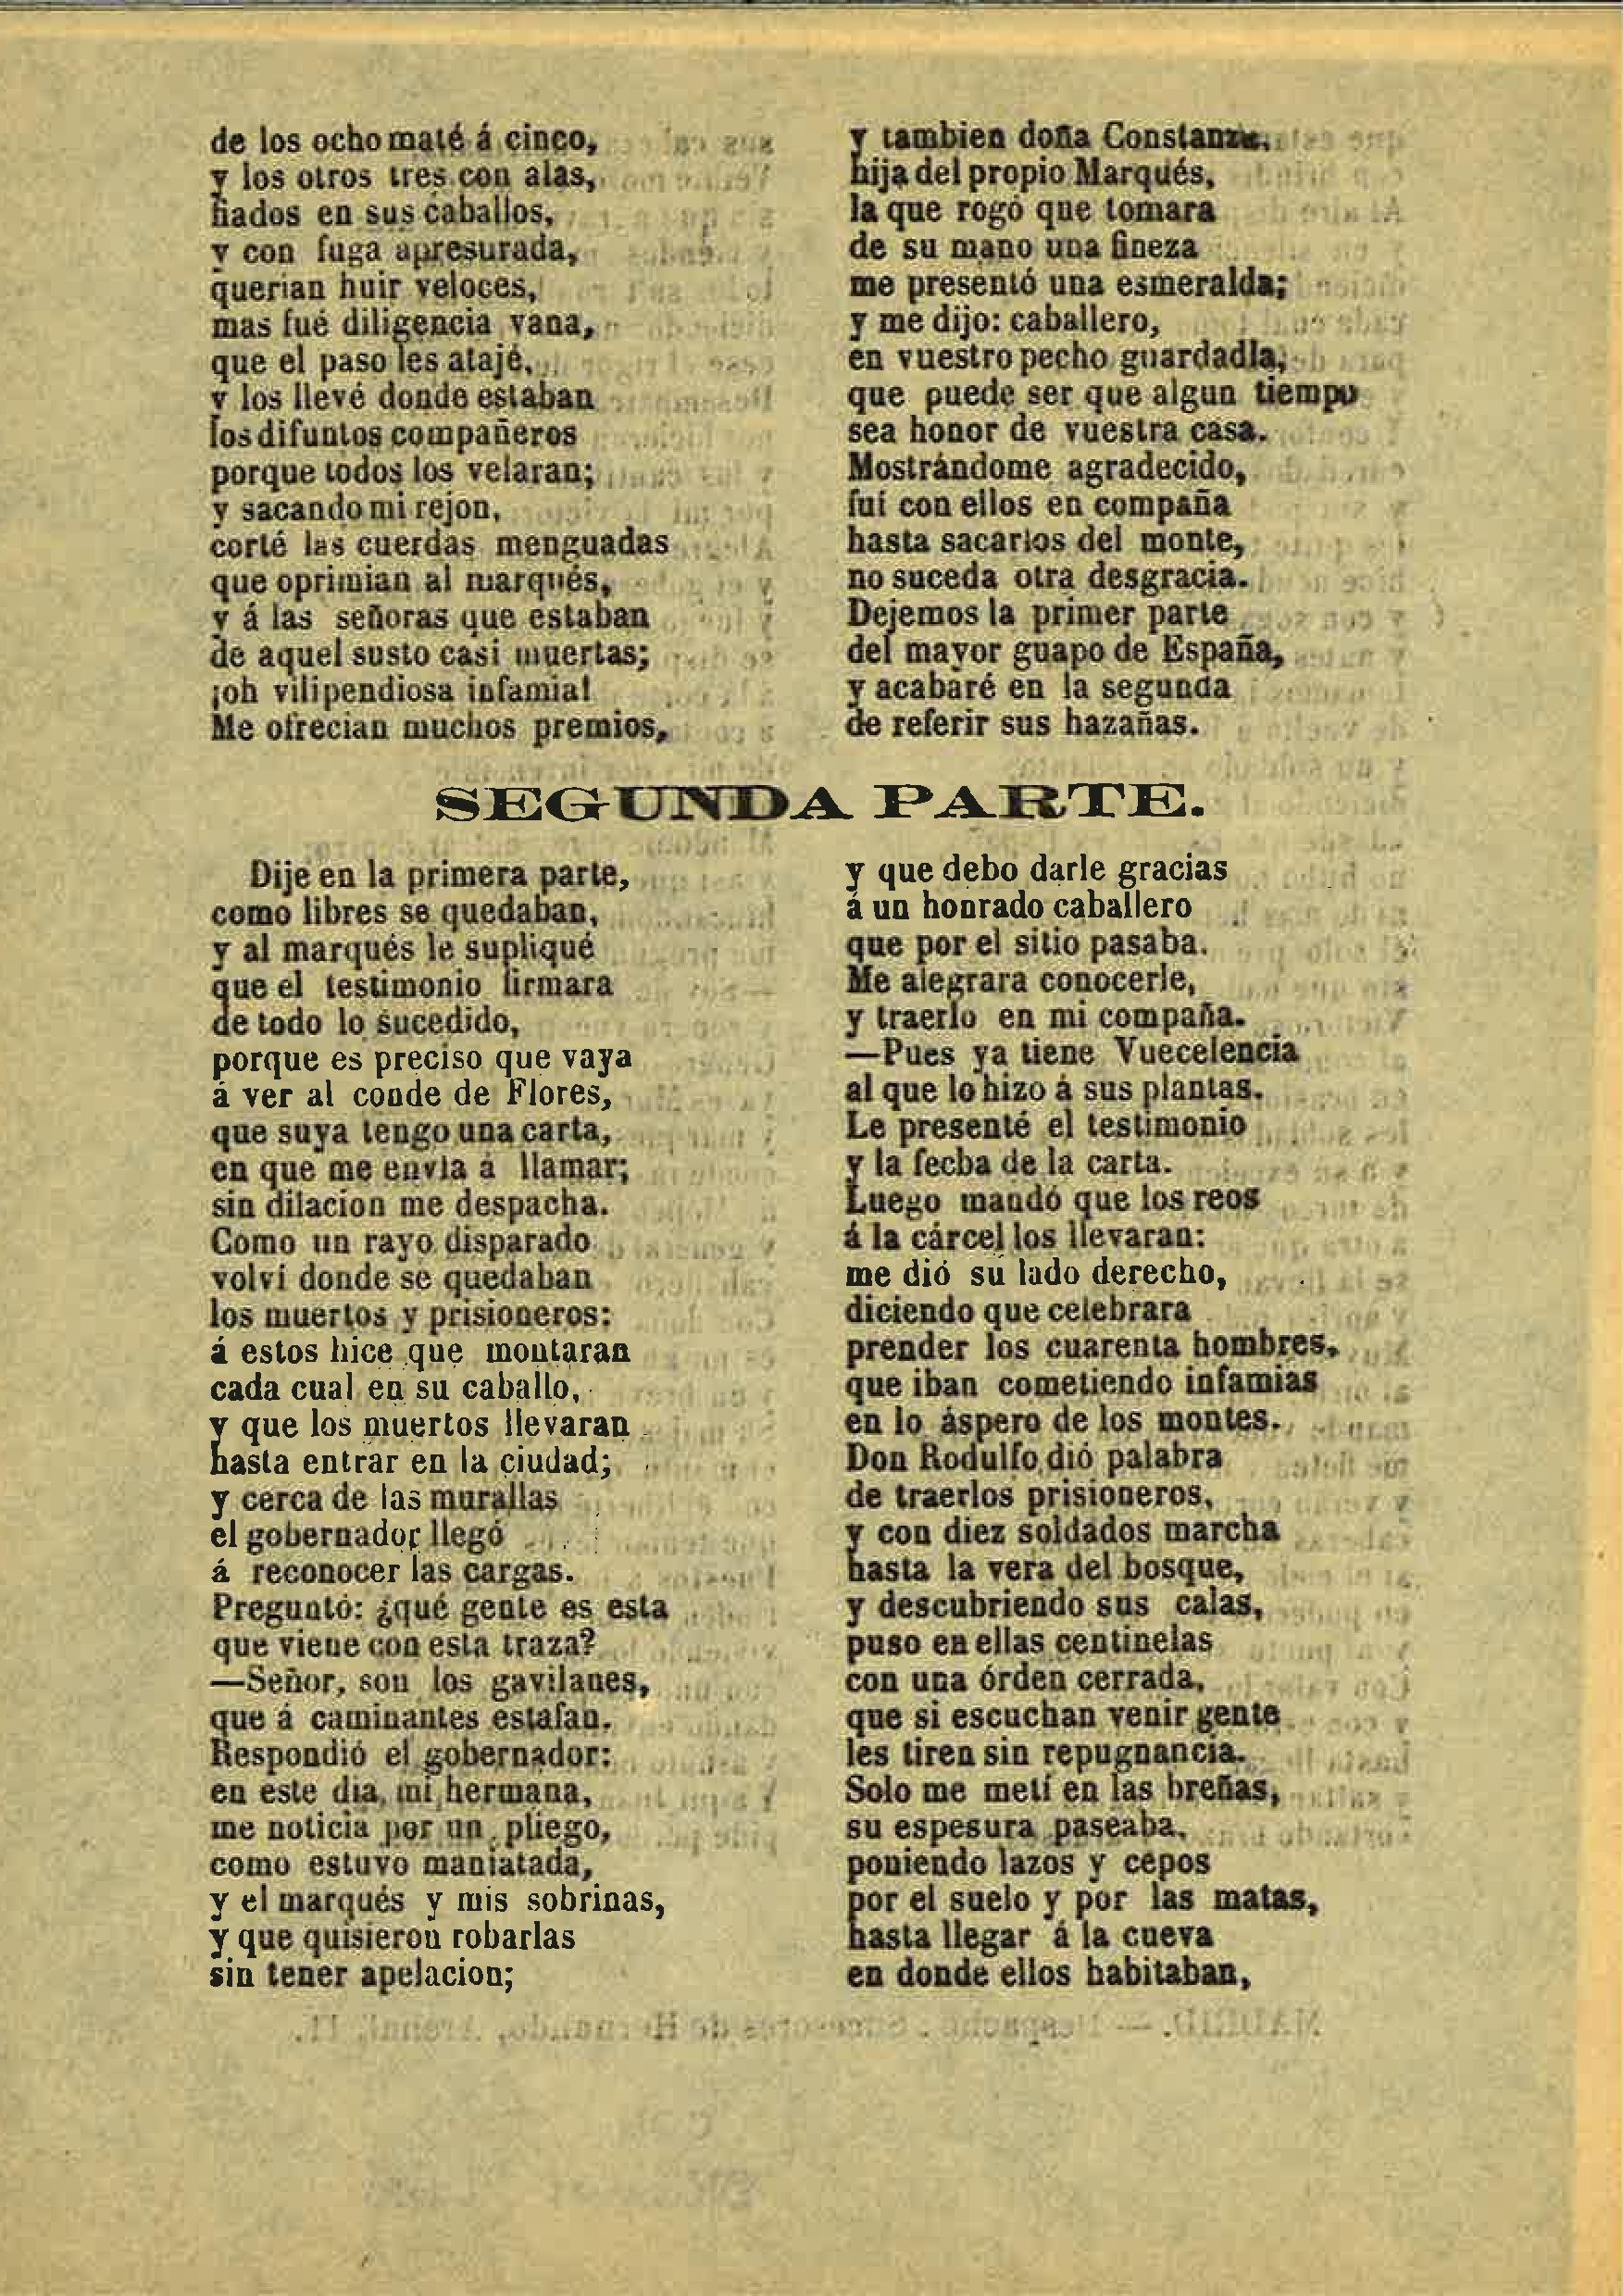 de los ocho maté á cinco,
y los otros tres con alas,
fiados en sus caballos,
y con fuga apresurada,
querian huir veloces,
mas fué diligencia vana,
que el paso les atajé,
y los llevé donde estaban
los difuntos compañeros
porque todos los velaran;
y sacando mi rejon,
corté las cuerdas menguadas
que oprimian al marqués,
y á las señoras que estaban
de aquel susto casi muertas;
¡oh vilipendiosa infamia!
Me ofrecian muchos premios,
y tambien doña Constanza,
hija del propio Marqués,
la que rogó que tomara
de su mano una fineza
me presentó una esmeralda;
y me dijo: caballero,
en vuestro pecho guardadla,
que puede ser que algun tiempo
sea honor de vuestra casa.
Mostrándome agradecido,
fuí con ellos en compaña
hasta sacarlos del monte,
no suceda otra desgracia.
Dejemos la primer parte
del mayor guapo de España,
y acabaré en la segunda
de referir sus hazañas.
SEGUNDA PARTE.
Dije en la primera parte,
como libres se quedaban,
y al marqués le supliqué
que el testimonio firmara
de todo lo sucedido,
porque es preciso que vaya
á ver al conde de Flores,
que suya tengo una carta,
en que me envia á llamar;
sin dilacion me despacha.
Como un rayo disparado
volví donde se quedaban
los muertos y prisioneros:
á estos hice que montaran
cada cual en su caballo,
y que los muertos llevaran
hasta entrar en la ciudad;
y cerca de las murallas
el gobernador llegó
á reconocer las cargas.
Preguntó: ¿qué gente es esta
que viene con esta traza?
—Señor, son los gavilanes,
que á caminantes estafan.
Respondió el gobernador:
en este dia, mi hermana,
me noticia por un pliego,
como estuvo maniatada,
y el marqués y mis sobrinas,
y que quisieron robarlas
sin tener apelacion;
y que debo darle gracias
á un honrado caballero
que por el sitio pasaba.
Me alegrara conocerle,
y traerlo en mi compaña.
—Pues ya tiene Vuecelencia
al que lo hizo á sus plantas.
Le presenté el testimonio
y la fecha de la carta.
Luego mandó que los reos
á la cárcel los llevaran:
me dió su lado derecho,
diciendo que celebrara
prender los cuarenta hombres,
que iban cometiendo infamias
en lo áspero de los montes.
Don Rodulfo dió palabra
de traerlos prisioneros,
y con diez soldados marcha
hasta la vera del bosque,
y descubriendo sus calas,
puso en ellas centinelas
con una órden cerrada,
que si escuchan venir gente
les tiren sin repugnancia.
Solo me metí en las breñas,
su espesura paseaba,
poniendo lazos y cepos
por el suelo y por las matas,
hasta llegar á la cueva
en donde ellos habitaban,